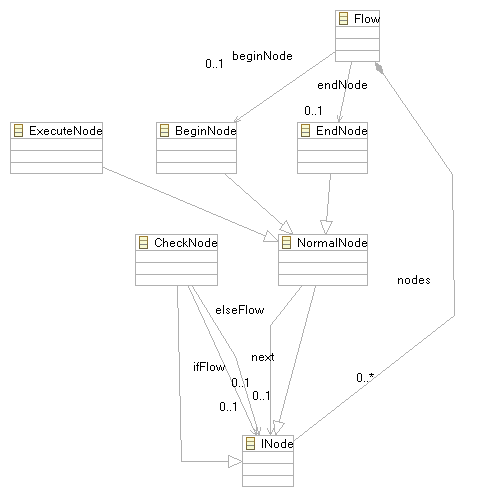 Flow
beginNode
0..1
endNode
0..1
ExecuteNode
BeginNode
EndNode
CheckNode
NormalNode
nodes
elseFlow
next
ifFlow
0..*
0..1
0..1
0..1
INode